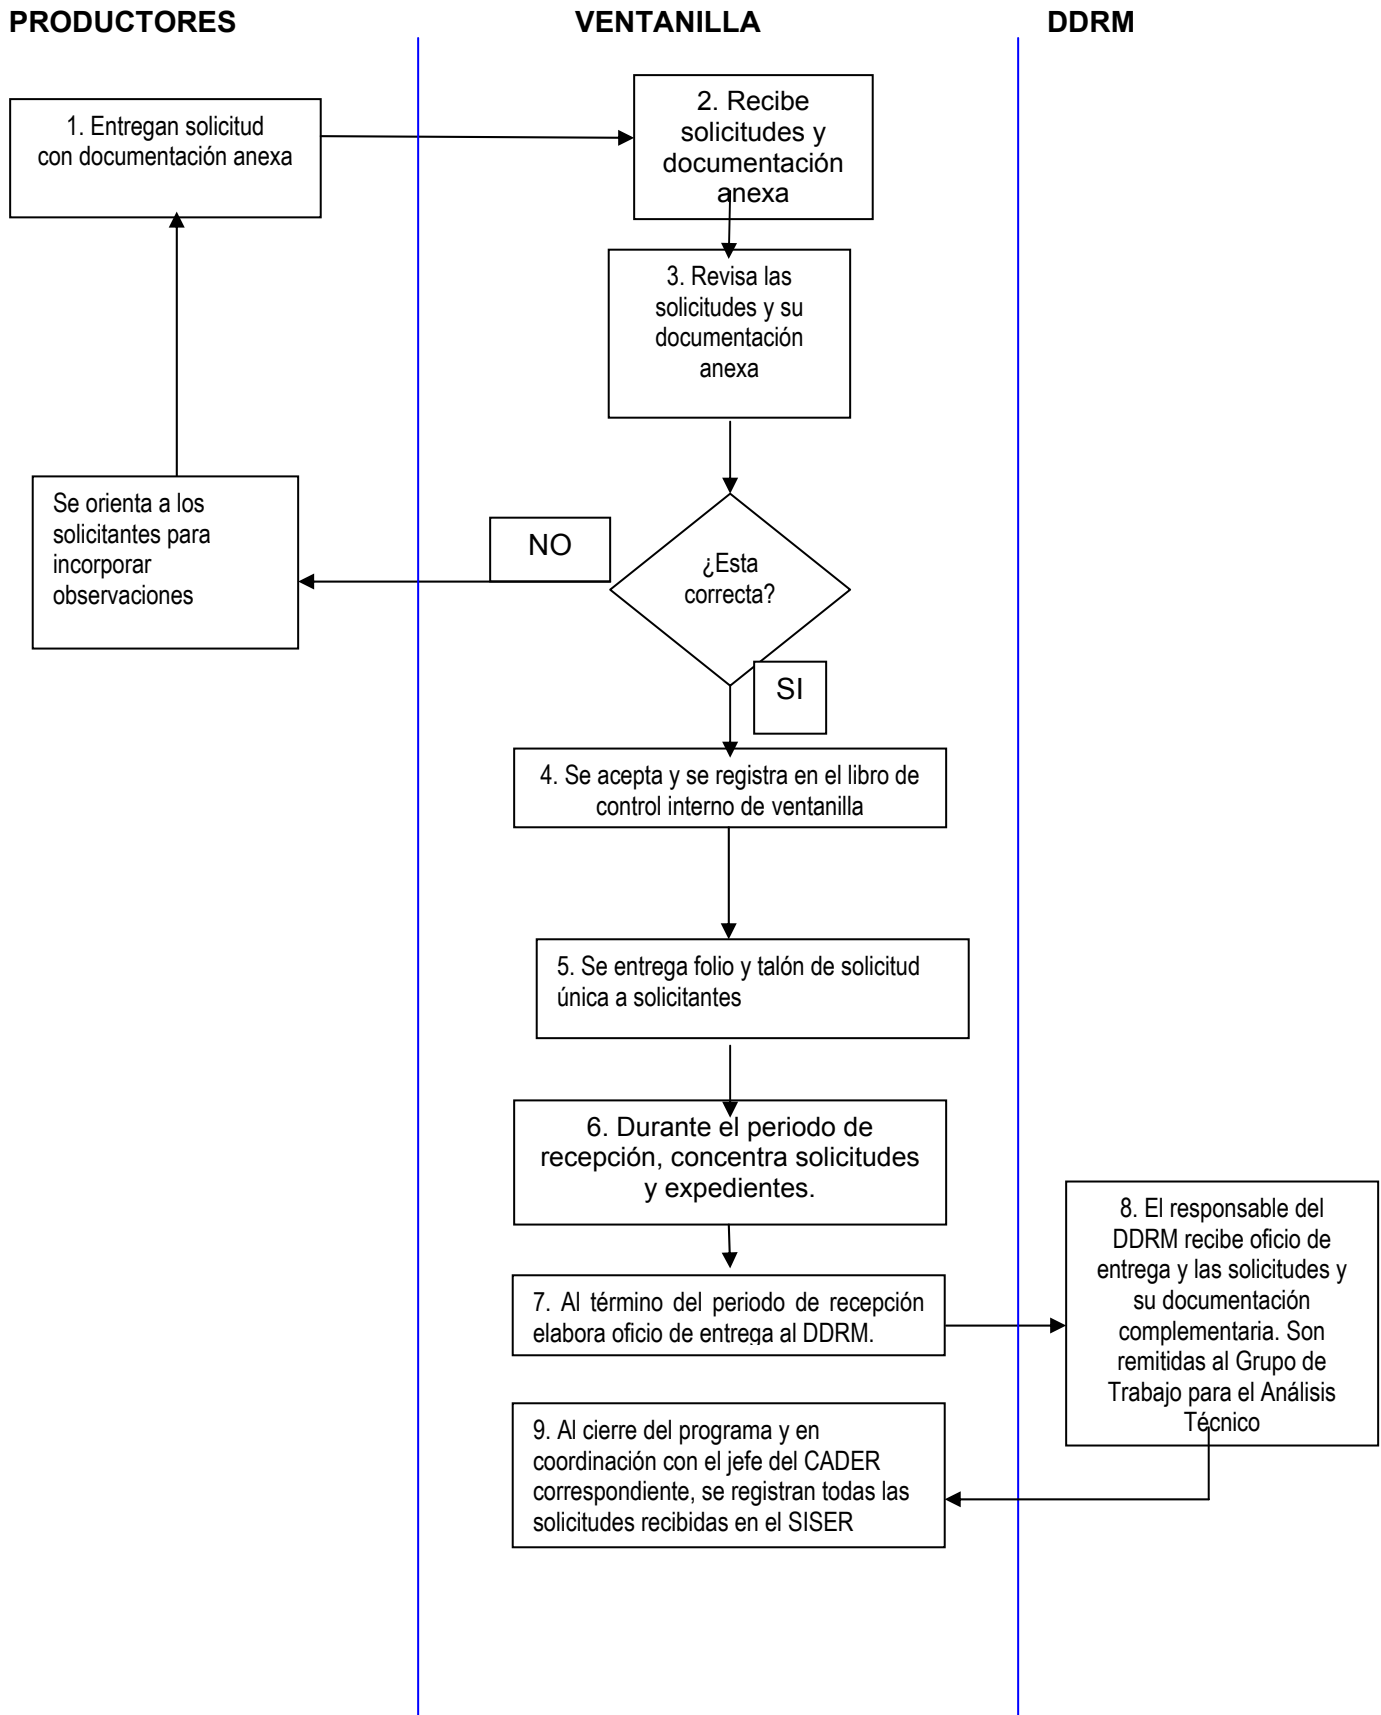 PRODUCTORES
VENTANILLA
DDRM
1. Entregan solicitud
con documentación anexa
2. Recibe
solicitudes y
documentación
anexa
3. Revisa las
solicitudes y su
documentación
anexa
Se orienta a los
solicitantes para
incorporar
observaciones
NO
¿Esta
correcta?
SI
4. Se acepta y se registra en el libro de
control interno de ventanilla
5. Se entrega folio y talón de solicitud
única a solicitantes
6. Durante el periodo de
recepción, concentra solicitudes
y expedientes.
7. Al término del periodo de recepción
elabora oficio de entrega al DDRM.
8. El responsable del
DDRM recibe oficio de
entrega y las solicitudes y
su documentación
complementaria. Son
remitidas al Grupo de
Trabajo para el Análisis
Técnico
9. Al cierre del programa y en
coordinación con el jefe del CADER
correspondiente, se registran todas las
solicitudes recibidas en el SISER